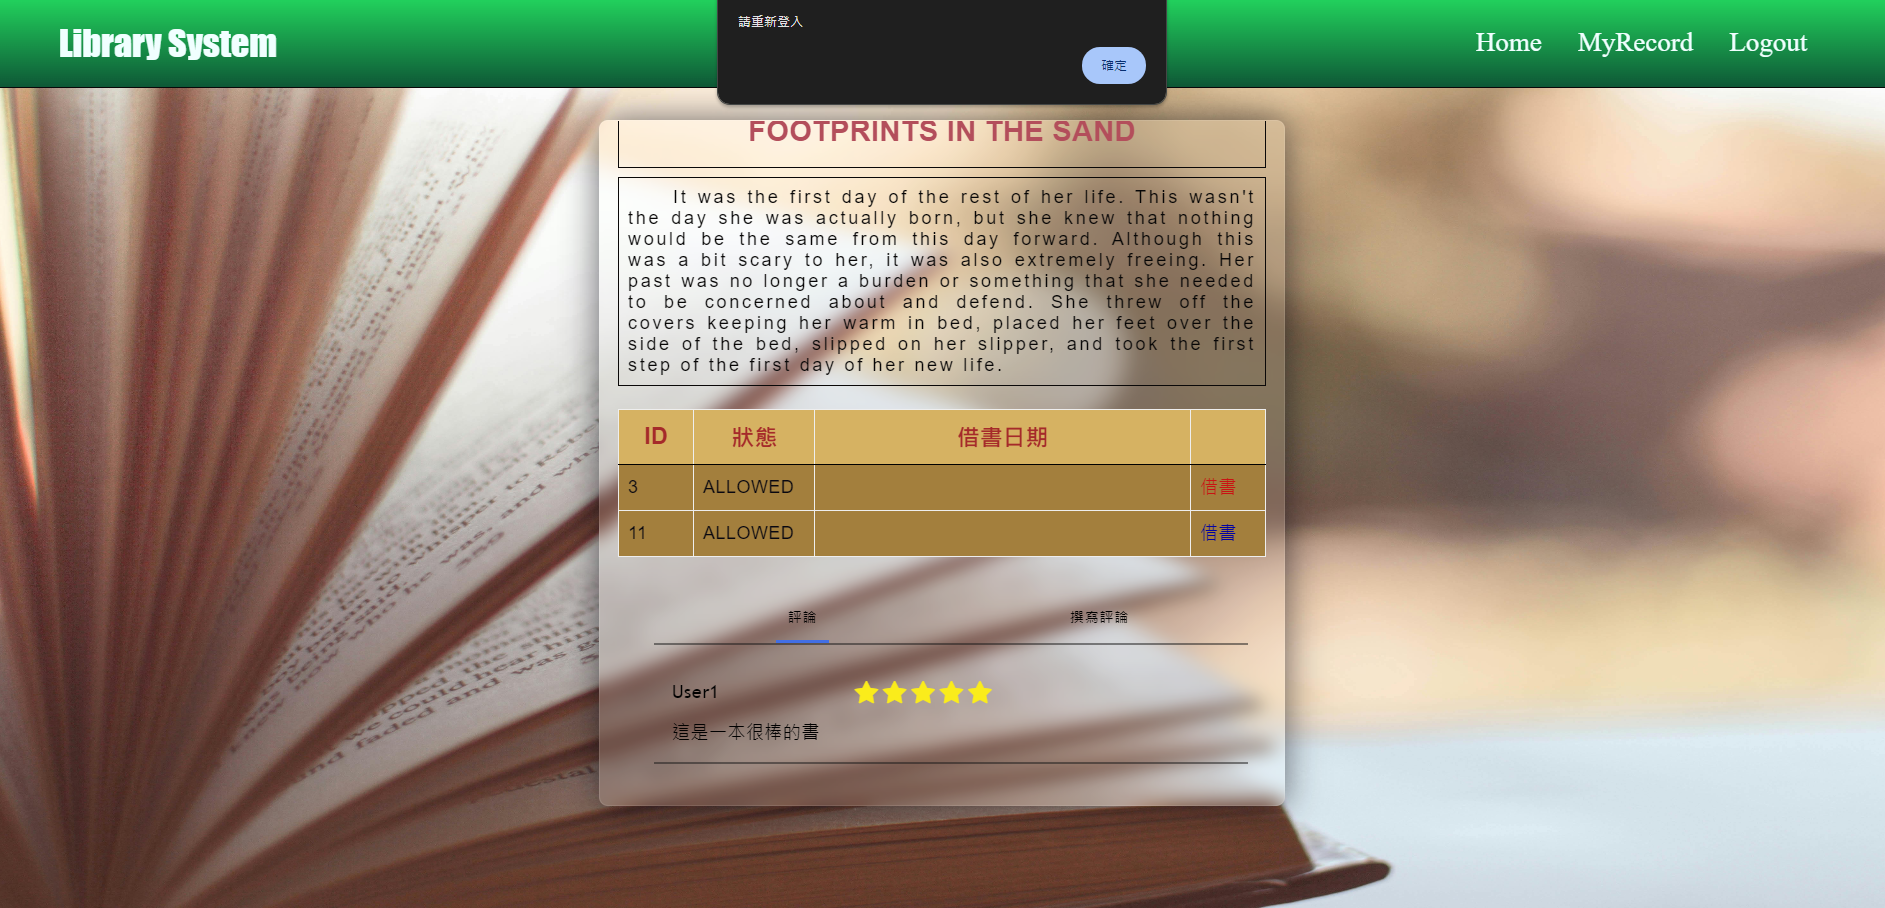 Library System
請重新登入
確定
Home MyRecord Logout
FOOTPRINTS IN THE SAND
It was the first day of the rest of her life. This wasn't
the day she was actually born, but she knew that nothing
would be the same from this day forward. Although this
was a bit scary to her, it was also extremely freeing. Her
past was no longer a burden or something that she needed
to be concerned about and defend. She threw off the
covers keeping her warm in bed, placed her feet over the
side of the bed, slipped on her slipper, and took the first
step of the first day of her new life.
ID 狀態 借書日期
3 ALLOWED 借書
11 ALLOWED 借書
評論 撰寫評論
User1
這是一本很棒的書